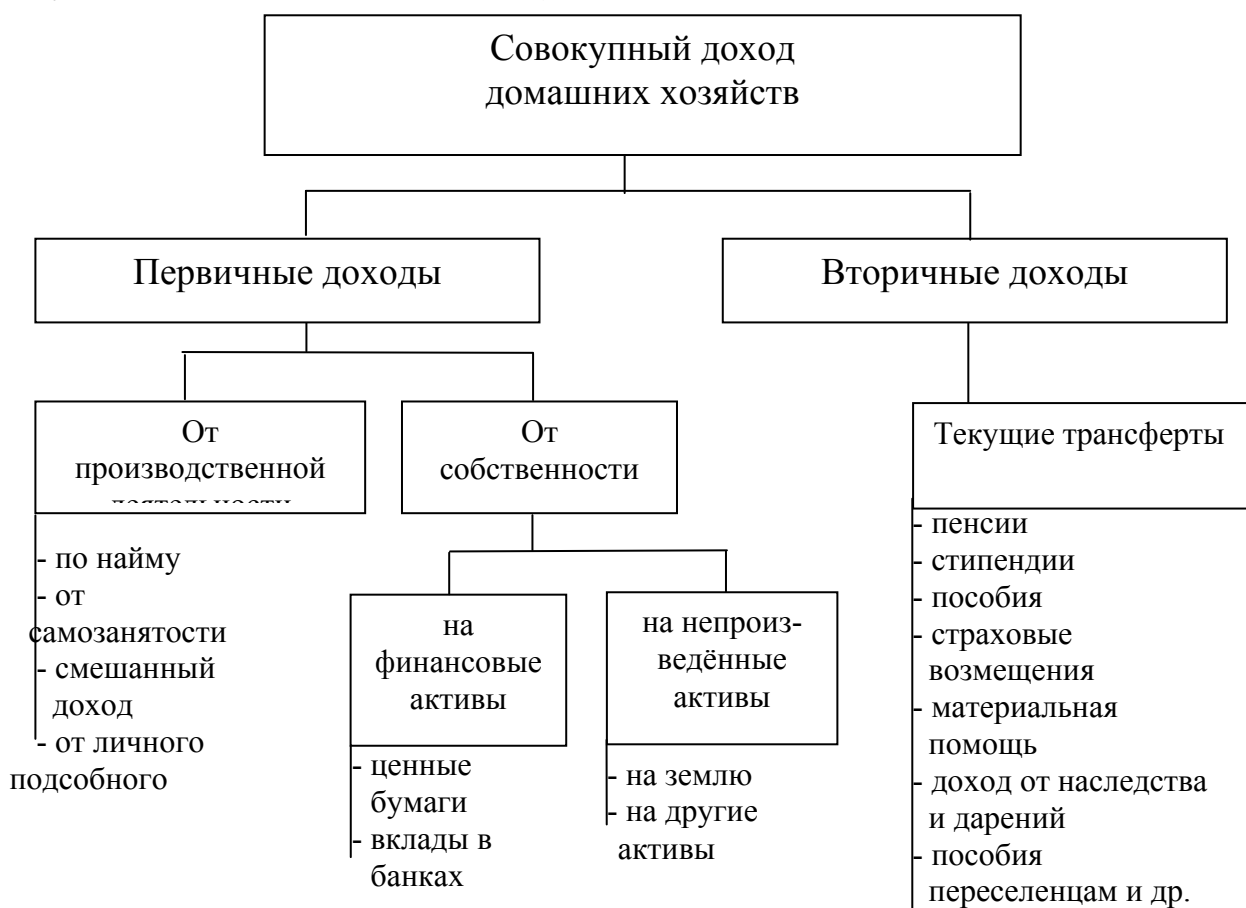 Совокупный доход
домашних хозяйств
Первичные доходы
Вторичные доходы
От
производственной
От
собственности
Текущие трансферты
- по найму
- от
самозанятости
- смешанный
доход
- от личного
подсобного
на
финансовые
активы
- ценные
бумаги
- вклады в
банках
на непроиз-
ведённые
активы
- на землю
- на другие
активы
- пенсии
- стипендии
- пособия
- страховые
возмещения
- материальная
помощь
- доход от наследства
и дарений
- пособия
переселенцам и др.